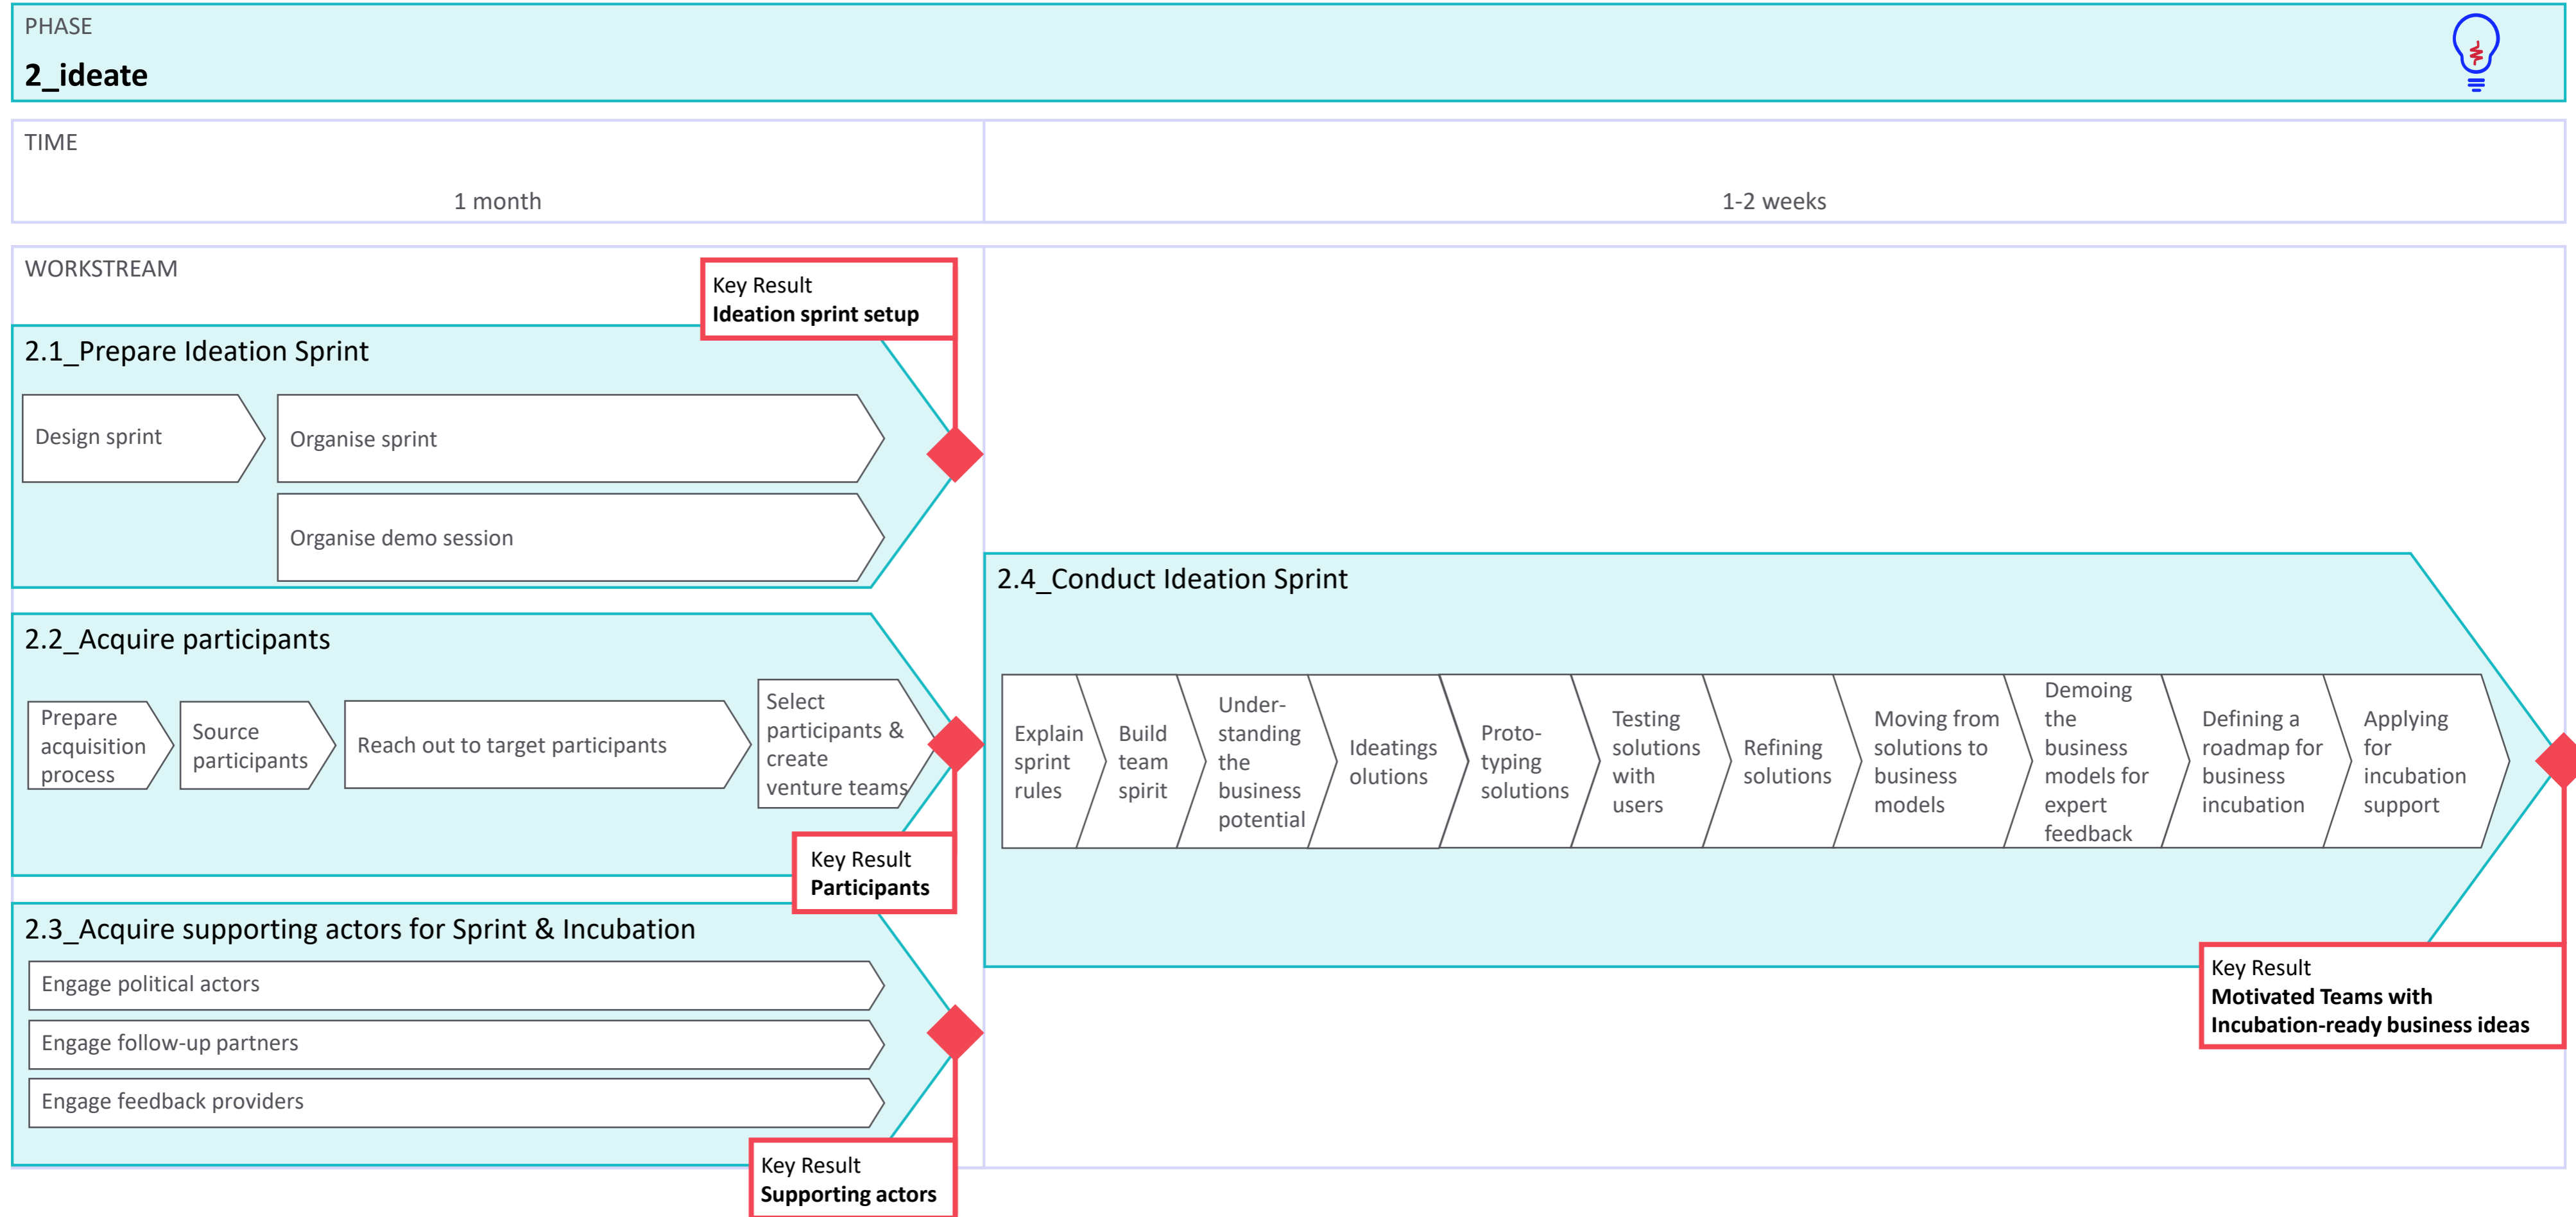 PHASE
2_ideate
TIME
1 month
1-2 weeks
WORKSTREAM
Key Result
Ideation sprint setup
2.1_Prepare Ideation Sprint
Design sprint
Organise sprint
Organise demo session
2.2_Acquire participants
Prepare
acquisition
process
Source
participants
Reach out to target participants
Select
participants &
create
venture teams
Key Result
Participants
2.3_Acquire supporting actors for Sprint & Incubation
Engage political actors
Engage follow-up partners
Engage feedback providers
Key Result
Supporting actors
2.4_Conduct Ideation Sprint
Explain
sprint
rules
Build
team
spirit
Under-
standing
the
business
potential
Ideatings
olutions
Proto-
typing
solutions
Testing
solutions
with
users
Refining
solutions
Moving from
solutions to
business
models
Demoing
the
business
models for
expert
feedback
Defining a
roadmap for
business
incubation
Applying
for
incubation
support
Key Result
Motivated Teams with
Incubation-ready business ideas